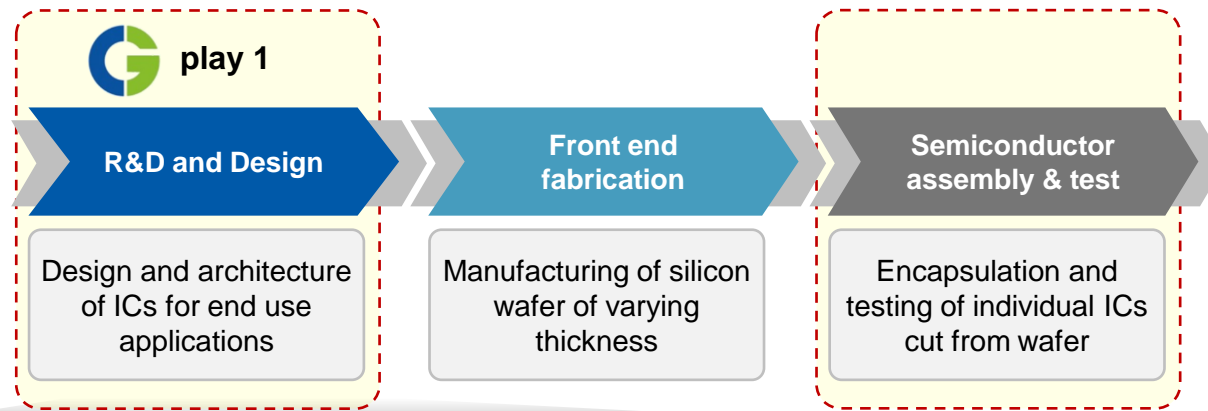 play 1
R&D and Design
Front end
fabrication
Semiconductor
assembly & test
Design and architecture
of ICs for end use
applications
Manufacturing of silicon
wafer of varying
thickness
Encapsulation and
testing of individual ICs
cut from wafer